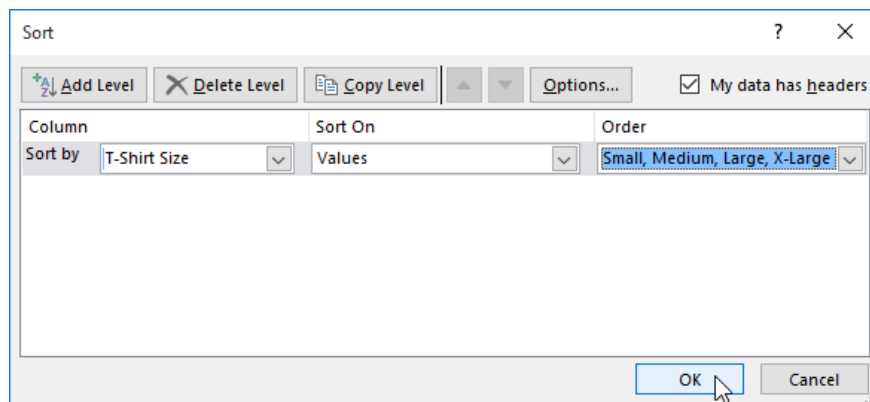 Sort ?
Add Level Delete Level Copy Level Options... My data has headers
Column Sort On Order
Sort by T-Shirt Size Values Small, Medium, Large, X-Large
OK Cancel